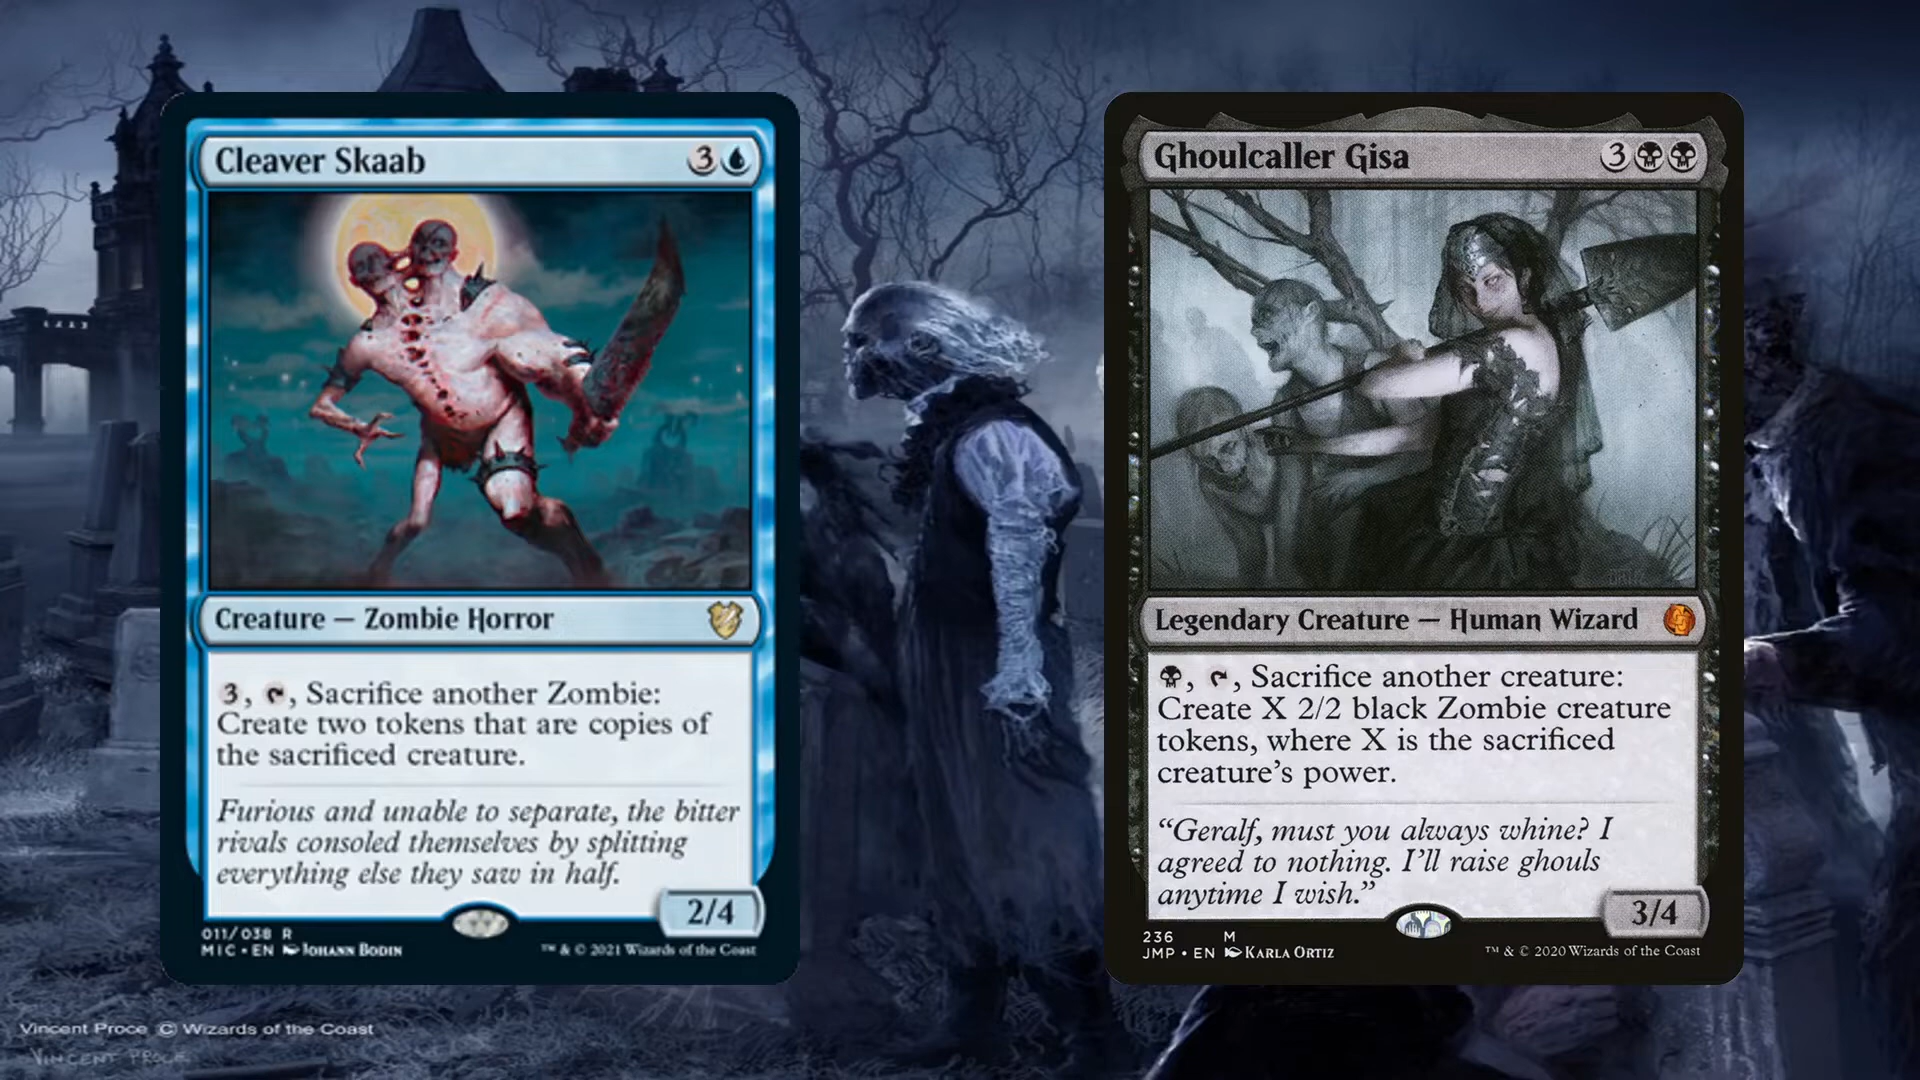 Cleaver Skaab 3
Creature — Zombie Horror
3, , Sacrifice another Zombie:
Create two tokens that are copies of
the sacrificed creature.
Furious and unable to separate, the bitter
rivals consoled themselves by splitting
everything else they saw in half.
2/4
011/038 R
MIC • EN Johann Bodin
™ & © 2021 Wizards of the Coast
Ghoulcaller Gisa 3
Legendary Creature — Human Wizard
, , Sacrifice another creature:
Create X 2/2 black Zombie creature
tokens, where X is the sacrificed
creature's power.
“Geralf, must you always whine? I
agreed to nothing. I'll raise ghouls
anytime I wish.”
3/4
236 M
JMP • EN Karla Ortiz
™ & © 2020 Wizards of the Coast
Vincent Proce © Wizards of the Coast
Vincent Proce